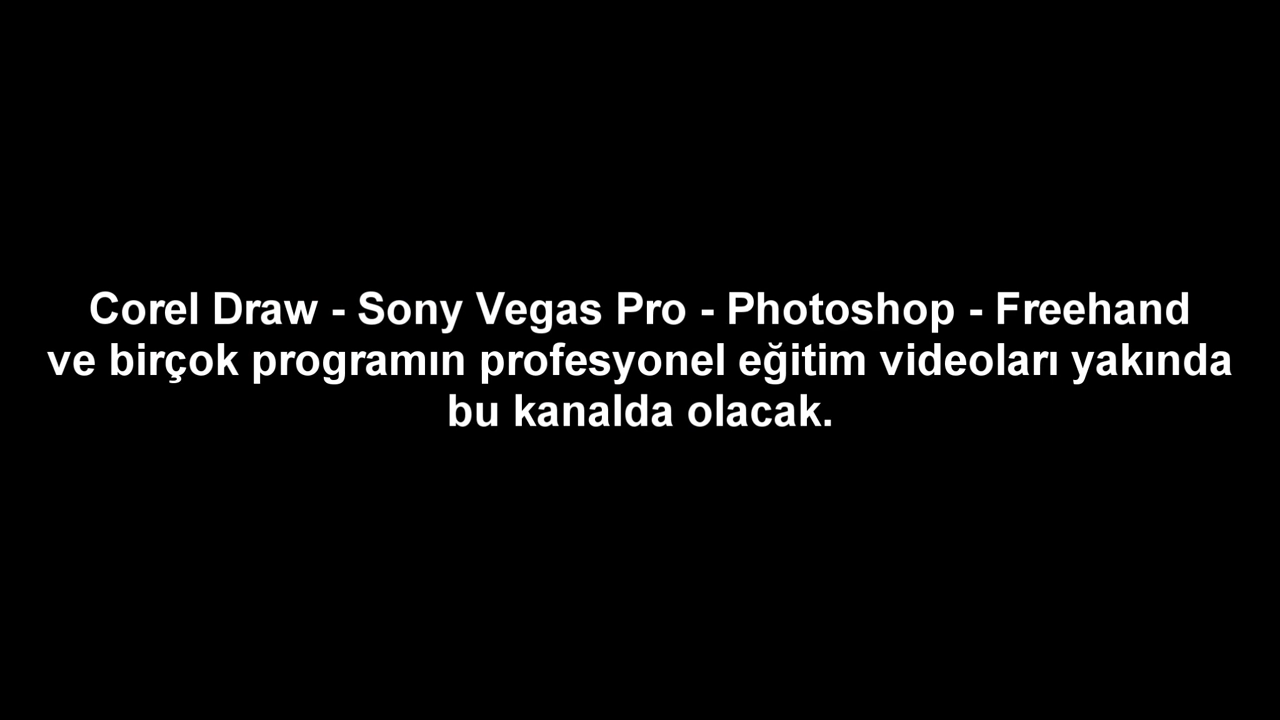 Corel Draw - Sony Vegas Pro - Photoshop - Freehand
ve birçok programın profesyonel eğitim videoları yakında
bu kanalda olacak.